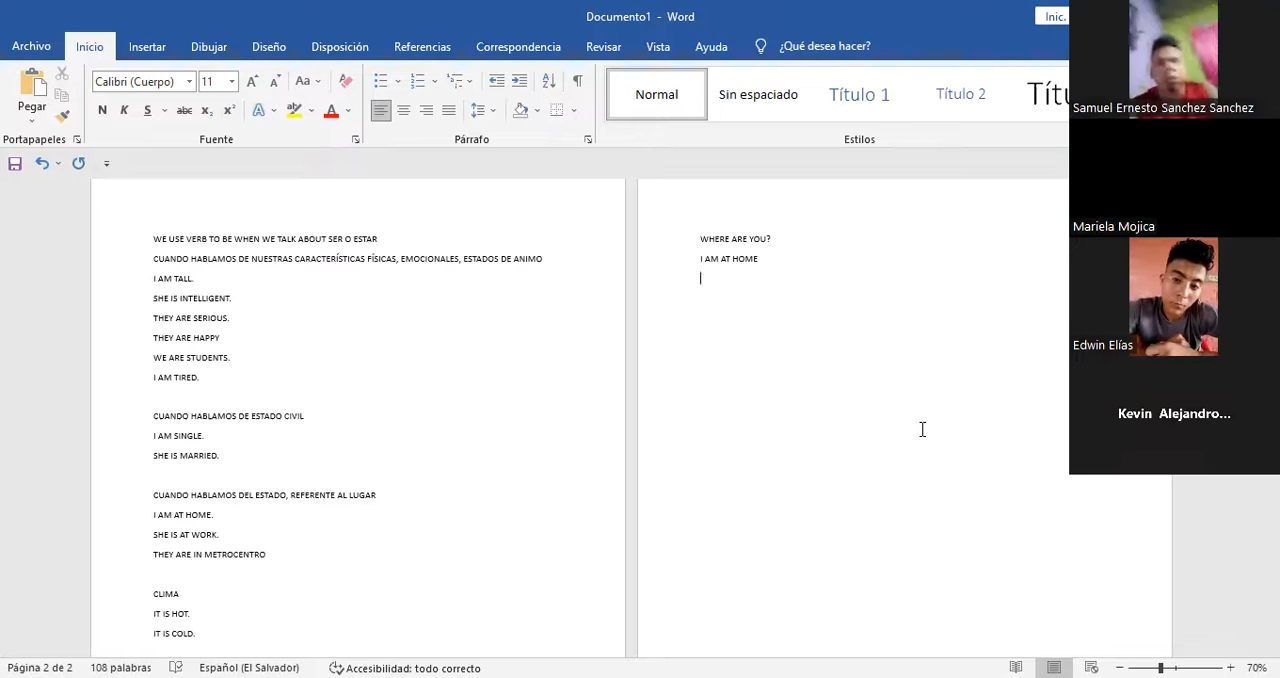 Documento1 - Word
Inic.
Archivo Inicio Insertar Dibujar Diseño Disposición Referencias Correspondencia Revisar Vista Ayuda ¿Qué desea hacer?
Pegar
Calibri (Cuerpo) 11
Aa
N K S abc x₂ x² A A
Normal Sin espaciado Título 1 Título 2
Portapapeles Fuente Párrafo Estilos
WE USE VERB TO BE WHEN WE TALK ABOUT SER O ESTAR
CUANDO HABLAMOS DE NUESTRAS CARACTERÍSTICAS FÍSICAS, EMOCIONALES, ESTADOS DE ANIMO
I AM TALL.
SHE IS INTELLIGENT.
THEY ARE SERIOUS.
THEY ARE HAPPY
WE ARE STUDENTS.
I AM TIRED.
CUANDO HABLAMOS DE ESTADO CIVIL
I AM SINGLE.
SHE IS MARRIED.
CUANDO HABLAMOS DEL ESTADO, REFERENTE AL LUGAR
I AM AT HOME.
SHE IS AT WORK.
THEY ARE IN METROCENTRO
CLIMA
IT IS HOT.
IT IS COLD.
WHERE ARE YOU?
I AM AT HOME
Samuel Ernesto Sanchez Sanchez
Mariela Mojica
Edwin Elías
Kevin Alejandro...
Página 2 de 2 108 palabras Español (El Salvador) Accesibilidad: todo correcto 70%